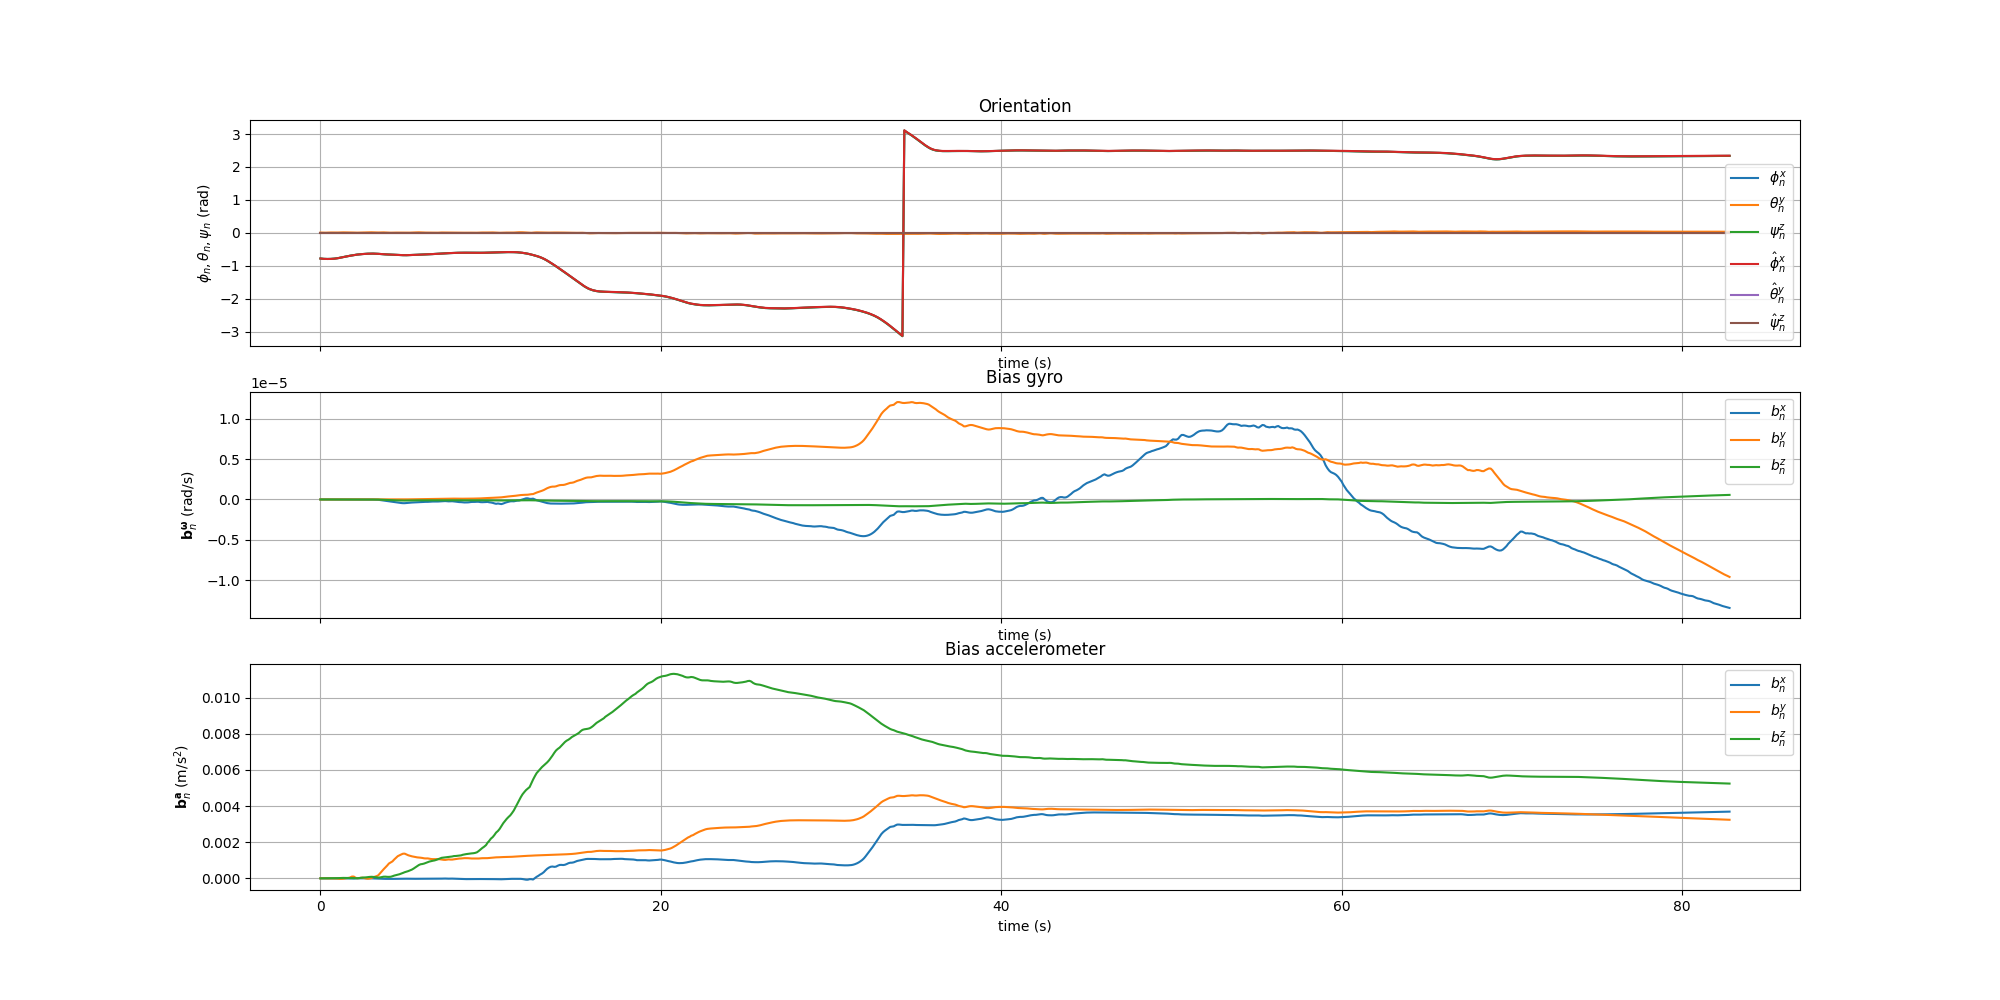 Orientation
3
2
1
0
−1
−2
−3
ϕₙ, θₙ, ψₙ (rad)
ϕₙˣ
θₙʸ
ψₙᶻ
ϕ̂ₙˣ
θ̂ₙʸ
ψ̂ₙᶻ
time (s)
Bias gyro
1e−5
1.0
0.5
0.0
−0.5
−1.0
𝐛ₙ^𝛚 (rad/s)
bₙˣ
bₙʸ
bₙᶻ
time (s)
Bias accelerometer
0.010
0.008
0.006
0.004
0.002
0.000
𝐛ₙ^𝐚 (m/s²)
bₙˣ
bₙʸ
bₙᶻ
0 20 40 60 80
time (s)